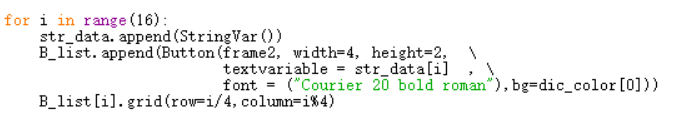 for i in range(16):
    str_data.append(StringVar())
    B_list.append(Button(frame2, width=4, height=2,  \
                         textvariable = str_data[i]  , \
                         font = ("Courier 20 bold roman"),bg=dic_color[0]))
    B_list[i].grid(row=i/4,column=i%4)